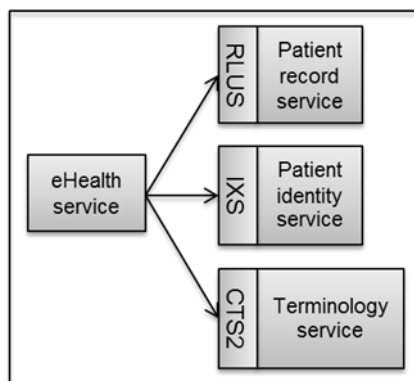 RLUS
Patient
record
service
eHealth
service
IXS
Patient
identity
service
CTS2
Terminology
service